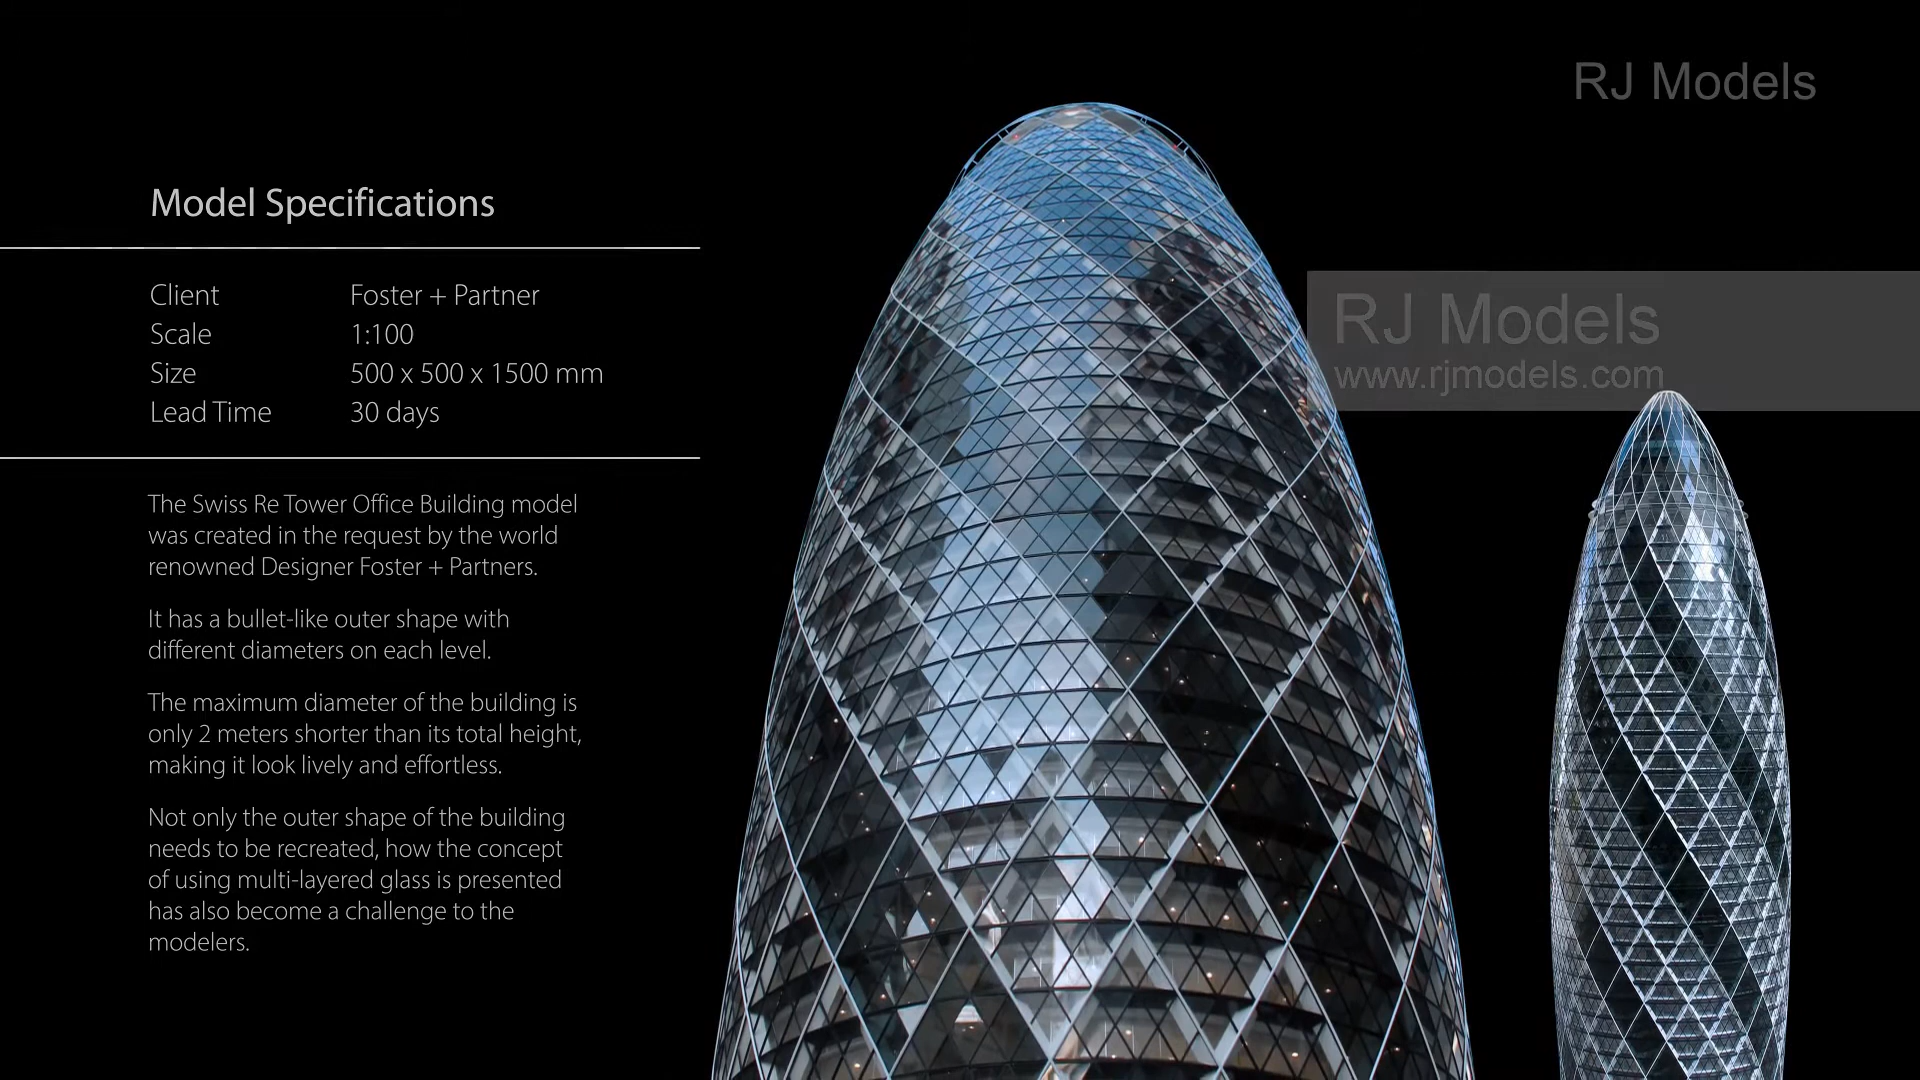 RJ Models
Model Specifications
Client Foster + Partner
Scale 1:100
Size 500 x 500 x 1500 mm
Lead Time 30 days
RJ Models
www.rjmodels.com
The Swiss Re Tower Office Building model
was created in the request by the world
renowned Designer Foster + Partners.
It has a bullet-like outer shape with
different diameters on each level.
The maximum diameter of the building is
only 2 meters shorter than its total height,
making it look lively and effortless.
Not only the outer shape of the building
needs to be recreated, how the concept
of using multi-layered glass is presented
has also become a challenge to the
modelers.